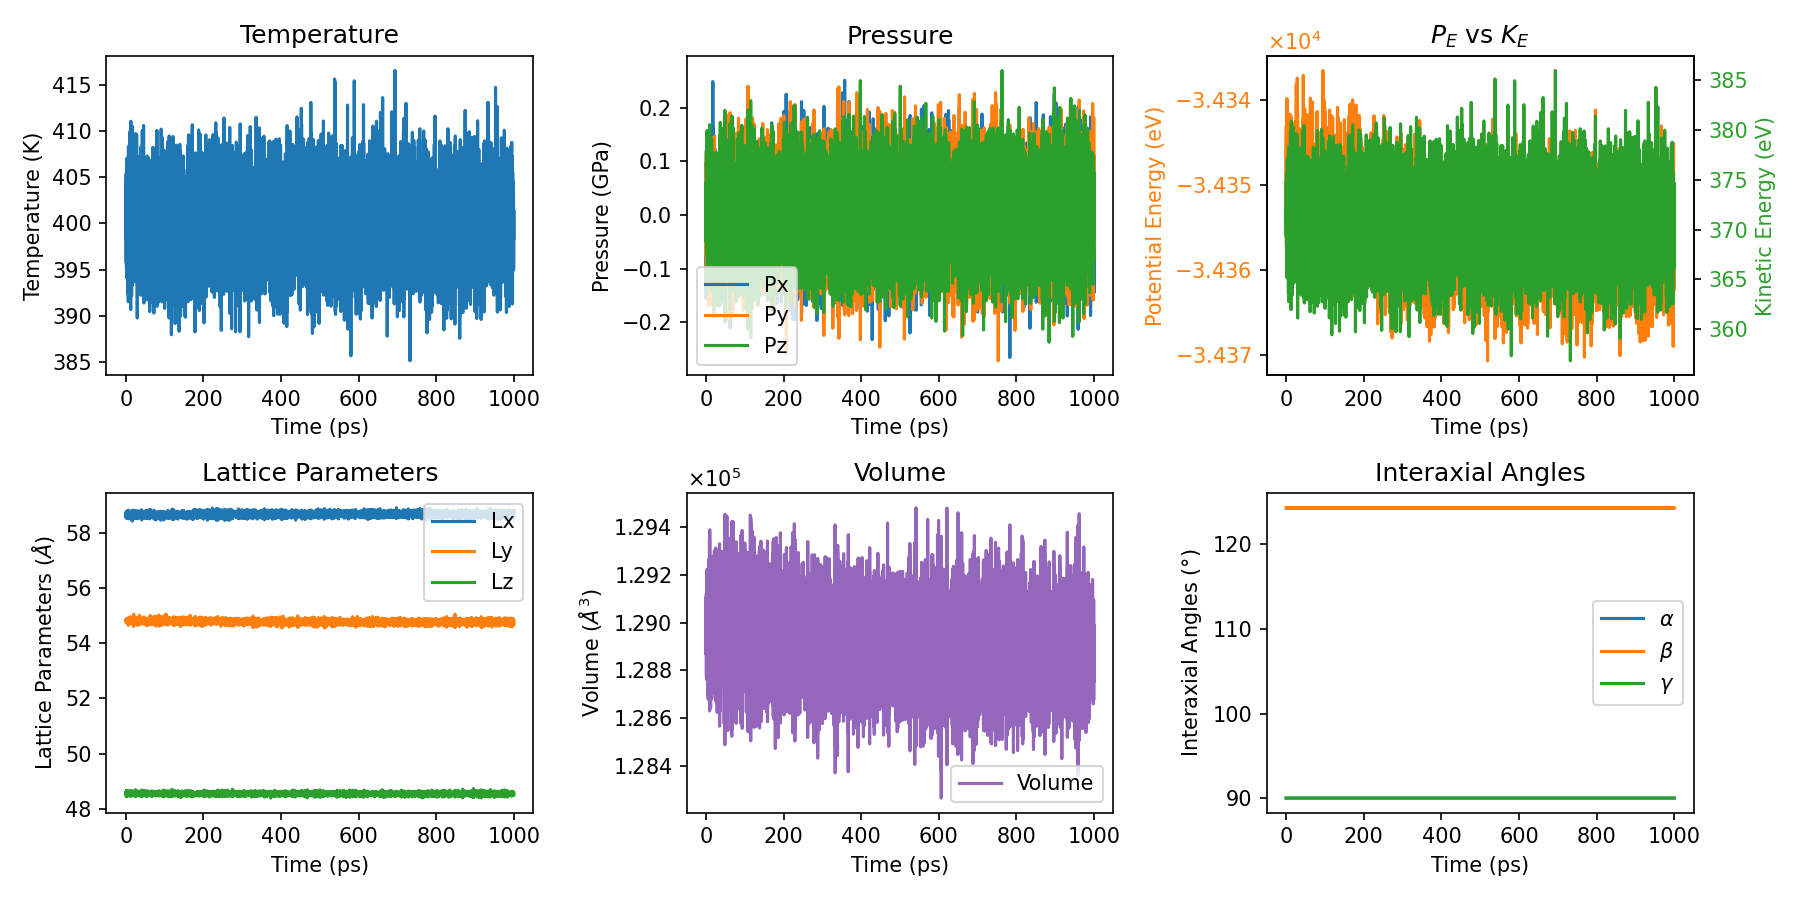 Temperature
Temperature (K)
415
410
405
400
395
390
385
0 200 400 600 800 1000
Time (ps)
Pressure
Pressure (GPa)
0.2
0.1
0.0
−0.1
−0.2
Px
Py
Pz
0 200 400 600 800 1000
Time (ps)
P_E vs K_E
×10⁴
Potential Energy (eV)
−3.434
−3.435
−3.436
−3.437
385
380
375
370
365
360
Kinetic Energy (eV)
0 200 400 600 800 1000
Time (ps)
Lattice Parameters
Lattice Parameters (Å)
58
56
54
52
50
48
Lx
Ly
Lz
0 200 400 600 800 1000
Time (ps)
Volume
×10⁵
Volume (Å³)
1.294
1.292
1.290
1.288
1.286
1.284
Volume
0 200 400 600 800 1000
Time (ps)
Interaxial Angles
Interaxial Angles (°)
120
110
100
90
α
β
γ
0 200 400 600 800 1000
Time (ps)